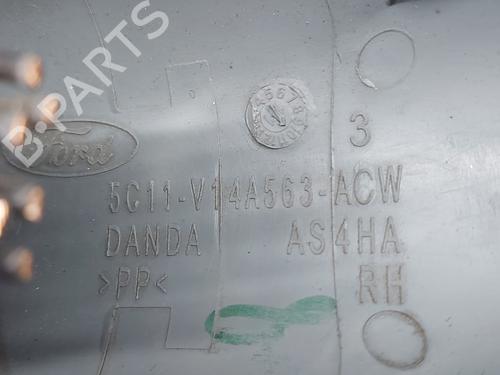 B-PARTS
Ford
3
5C11-V14A563-ACW
DANDA AS4HA
>PP< RH